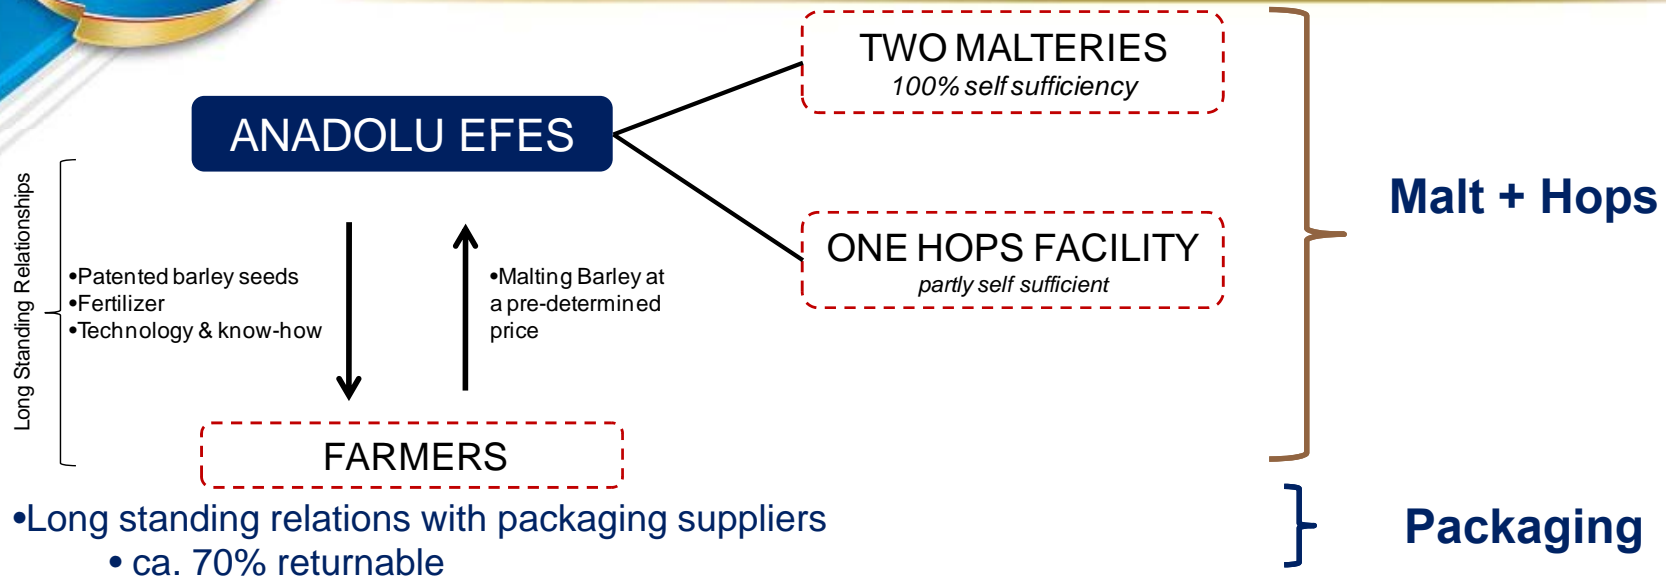 TWO MALTERIES
100% self sufficiency
ANADOLU EFES
Malt + Hops
ONE HOPS FACILITY
partly self sufficient
Long Standing Relationships
•Patented barley seeds
•Fertilizer
•Technology & know-how
•Malting Barley at
a pre-determined
price
FARMERS
•Long standing relations with packaging suppliers
• ca. 70% returnable
Packaging